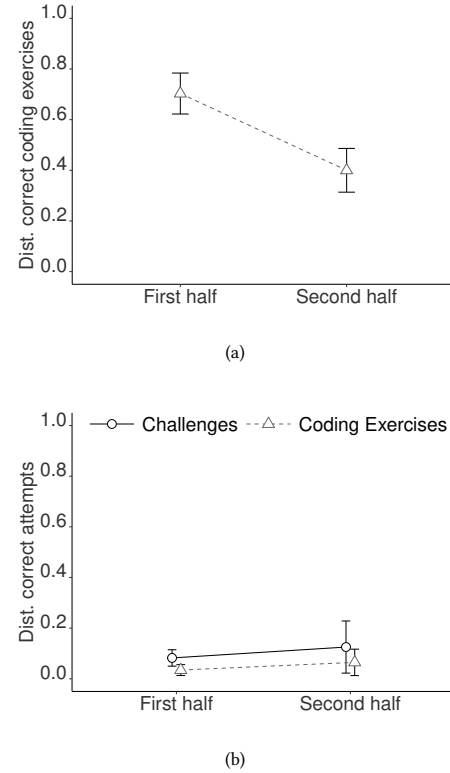 Dist. correct coding exercises
1.0
0.8
0.6
0.4
0.2
0.0
First half Second half
(a)
Dist. correct attempts
1.0
0.8
0.6
0.4
0.2
0.0
Challenges Coding Exercises
First half Second half
(b)